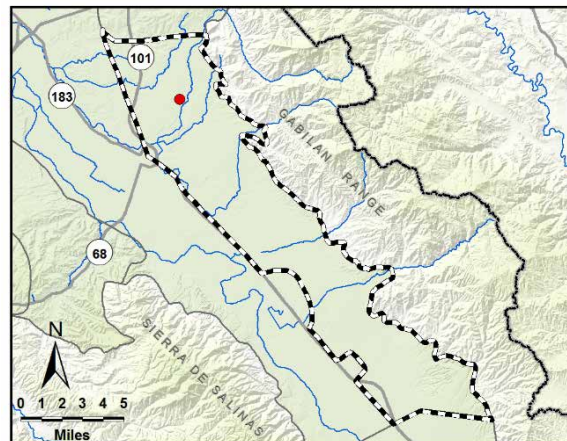 101
183
GABILAN RANGE
68
SIERRA DE SALINAS
N
0 1 2 3 4 5
Miles